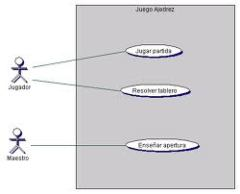 Juego Ajedrez
Jugar partida
Jugador
Resolver tablero
Maestro
Enseñar apertura